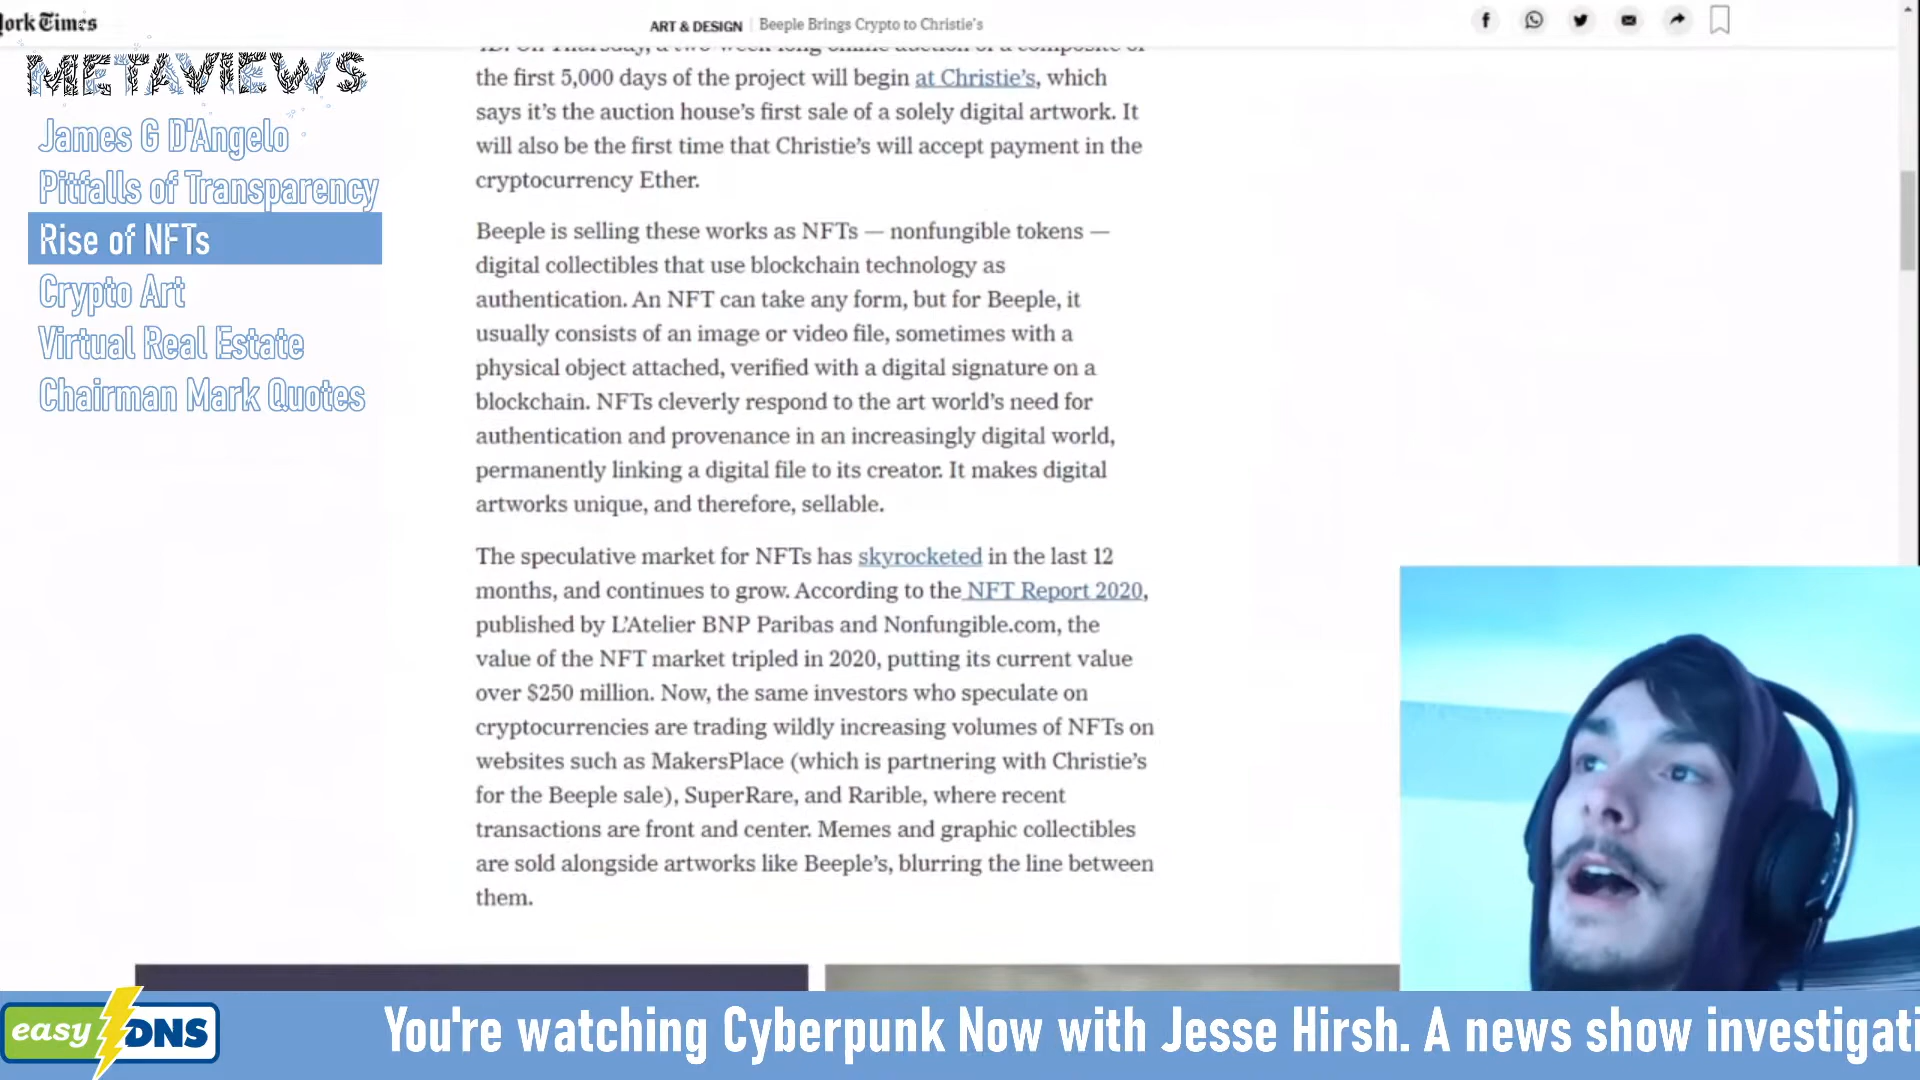 ork Times
ART & DESIGN | Beeple Brings Crypto to Christie's
METAVIEWS
James G D'Angelo
Pitfalls of Transparency
Rise of NFTs
Crypto Art
Virtual Real Estate
Chairman Mark Quotes
the first 5,000 days of the project will begin at Christie's, which
says it's the auction house's first sale of a solely digital artwork. It
will also be the first time that Christie's will accept payment in the
cryptocurrency Ether.
Beeple is selling these works as NFTs — nonfungible tokens —
digital collectibles that use blockchain technology as
authentication. An NFT can take any form, but for Beeple, it
usually consists of an image or video file, sometimes with a
physical object attached, verified with a digital signature on a
blockchain. NFTs cleverly respond to the art world's need for
authentication and provenance in an increasingly digital world,
permanently linking a digital file to its creator. It makes digital
artworks unique, and therefore, sellable.
The speculative market for NFTs has skyrocketed in the last 12
months, and continues to grow. According to the NFT Report 2020,
published by L'Atelier BNP Paribas and Nonfungible.com, the
value of the NFT market tripled in 2020, putting its current value
over $250 million. Now, the same investors who speculate on
cryptocurrencies are trading wildly increasing volumes of NFTs on
websites such as MakersPlace (which is partnering with Christie's
for the Beeple sale), SuperRare, and Rarible, where recent
transactions are front and center. Memes and graphic collectibles
are sold alongside artworks like Beeple's, blurring the line between
them.
easyDNS
You're watching Cyberpunk Now with Jesse Hirsh. A news show investigati